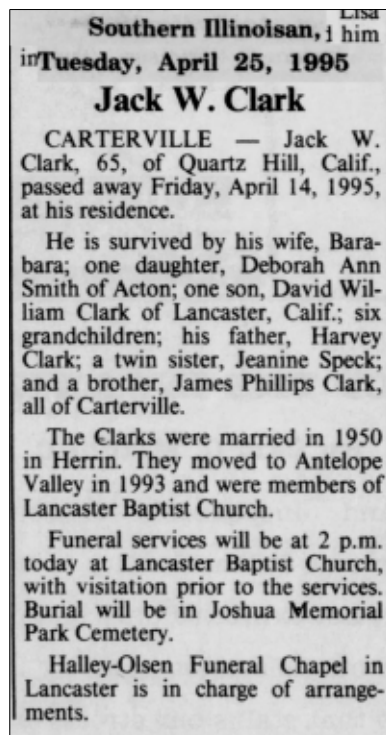 Lisa
Southern Illinoisan, 1 him
in Tuesday, April 25, 1995
Jack W. Clark
CARTERVILLE — Jack W.
Clark, 65, of Quartz Hill, Calif.,
passed away Friday, April 14, 1995,
at his residence.
He is survived by his wife, Bara-
bara; one daughter, Deborah Ann
Smith of Acton; one son, David Wil-
liam Clark of Lancaster, Calif.; six
grandchildren; his father, Harvey
Clark; a twin sister, Jeanine Speck;
and a brother, James Phillips Clark,
all of Carterville.
The Clarks were married in 1950
in Herrin. They moved to Antelope
Valley in 1993 and were members of
Lancaster Baptist Church.
Funeral services will be at 2 p.m.
today at Lancaster Baptist Church,
with visitation prior to the services.
Burial will be in Joshua Memorial
Park Cemetery.
Halley-Olsen Funeral Chapel in
Lancaster is in charge of arrange-
ments.